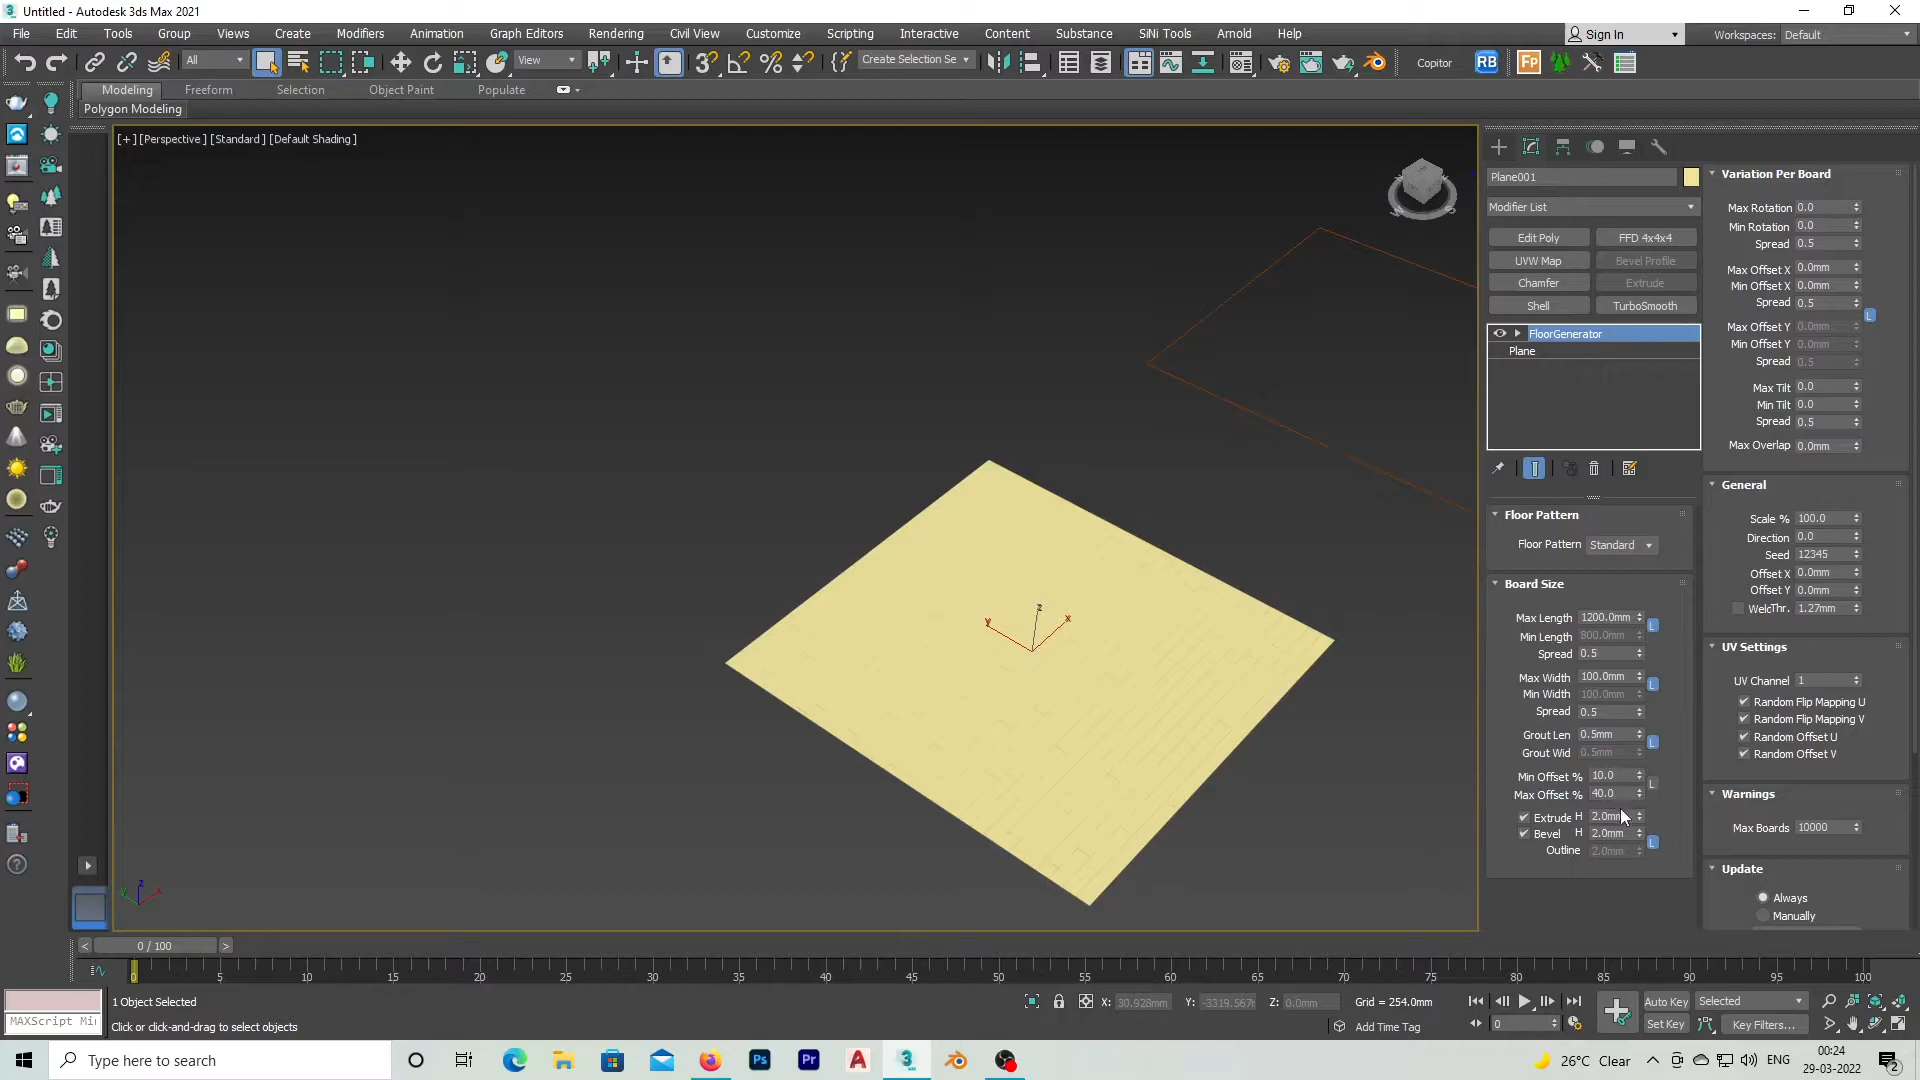 Untitled - Autodesk 3ds Max 2021
File Edit Tools Group Views Create Modifiers Animation Graph Editors Rendering Civil View Customize Scripting Interactive Content Substance SiNi Tools Arnold Help
Sign In
Workspaces: Default
All
View
Create Selection Se
Copitor
RB
Fp
Modeling Freeform Selection Object Paint Populate
Polygon Modeling
[+] [Perspective] [Standard] [Default Shading]
Plane001
Modifier List
Edit Poly FFD 4x4x4
UVW Map Bevel Profile
Chamfer Extrude
Shell TurboSmooth
FloorGenerator
Plane
Floor Pattern
Floor Pattern Standard
Board Size
Max Length 1200.0mm L
Min Length 800.0mm
Spread 0.5
Max Width 100.0mm L
Min Width 100.0mm
Spread 0.5
Grout Len 0.5mm L
Grout Wid 0.5mm
Min Offset % 10.0 L
Max Offset % 40.0
Extrude H 2.0mm
Bevel H 2.0mm L
Outline 2.0mm
Variation Per Board
Max Rotation 0.0
Min Rotation 0.0
Spread 0.5
Max Offset X 0.0mm
Min Offset X 0.0mm
Spread 0.5 L
Max Offset Y 0.0mm
Min Offset Y 0.0mm
Spread 0.5
Max Tilt 0.0
Min Tilt 0.0
Spread 0.5
Max Overlap 0.0mm
General
Scale % 100.0
Direction 0.0
Seed 12345
Offset X 0.0mm
Offset Y 0.0mm
WelcThr. 1.27mm
UV Settings
UV Channel 1
Random Flip Mapping U
Random Flip Mapping V
Random Offset U
Random Offset V
Warnings
Max Boards 10000
Update
Always
Manually
z
y x
z
y x
< 0 / 100 >
0 5 10 15 20 25 30 35 40 45 50 55 60 65 70 75 80 85 90 95 100
MAXScript Mi
1 Object Selected
Click or click-and-drag to select objects
X: 30.928mm Y: -3319.567m Z: 0.0mm Grid = 254.0mm
Add Time Tag
0
Auto Key Selected
Set Key Key Filters...
Type here to search
Ps Pr A 3
26°C Clear
ENG
00:24
29-03-2022
2